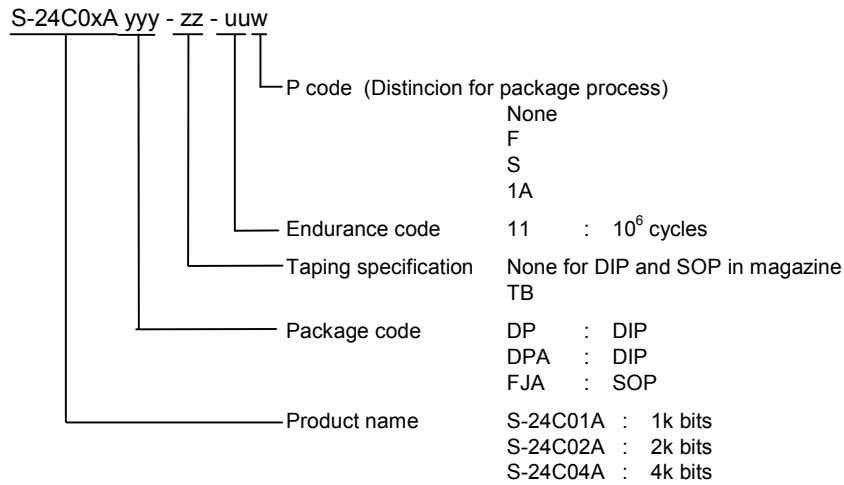 S-24C0xA yyy - zz - uuw
P code (Distincion for package process)
None
F
S
1A
Endurance code 11 : 10⁶ cycles
Taping specification None for DIP and SOP in magazine
TB
Package code DP : DIP
DPA : DIP
FJA : SOP
Product name S-24C01A : 1k bits
S-24C02A : 2k bits
S-24C04A : 4k bits